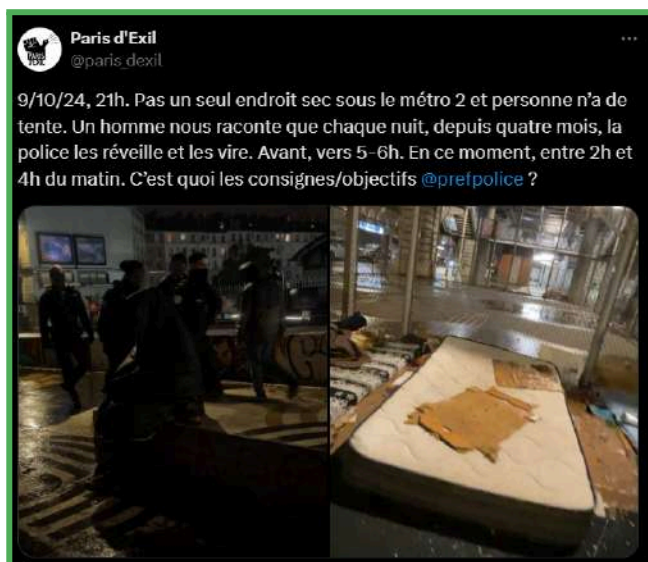 Paris d'Exil
@paris_dexil
9/10/24, 21h. Pas un seul endroit sec sous le métro 2 et personne n'a de
tente. Un homme nous raconte que chaque nuit, depuis quatre mois, la
police les réveille et les vire. Avant, vers 5-6h. En ce moment, entre 2h et
4h du matin. C'est quoi les consignes/objectifs @prefpolice ?